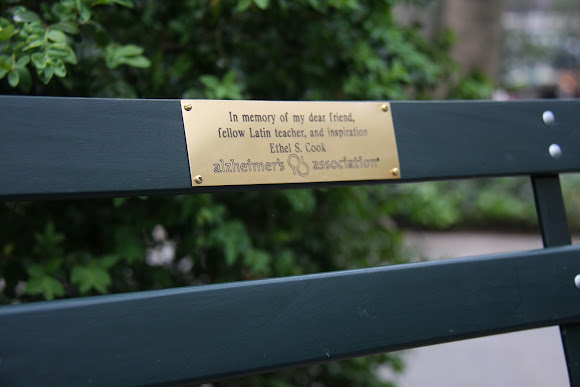 In memory of my dear friend,
fellow Latin teacher, and inspiration
Ethel S. Cook
alzheimer's association®